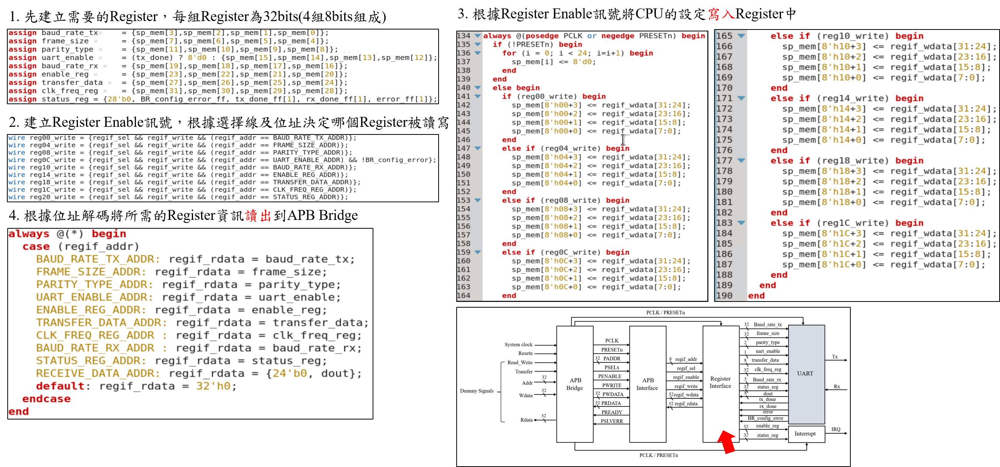 1. 先建立需要的Register，每組Register為32bits(4組8bits組成)
assign baud_rate_tx»    = {sp_mem[3],sp_mem[2],sp_mem[1],sp_mem[0]};
assign frame_size »     = {sp_mem[7],sp_mem[6],sp_mem[5],sp_mem[4]};
assign parity_type »    = {sp_mem[11],sp_mem[10],sp_mem[9],sp_mem[8]};
assign uart_enable »    = (tx_done) ? 8'd0 : {sp_mem[15],sp_mem[14],sp_mem[13],sp_mem[12]};
assign baud_rate_rx »   = {sp_mem[19],sp_mem[18],sp_mem[17],sp_mem[16]};
assign enable_reg »     = {sp_mem[23],sp_mem[22],sp_mem[21],sp_mem[20]};
assign transfer_data »  = {sp_mem[27],sp_mem[26],sp_mem[25],sp_mem[24]};
assign clk_freq_reg »   = {sp_mem[31],sp_mem[30],sp_mem[29],sp_mem[28]};
assign status_reg = {28'b0, BR_config_error_ff, tx_done_ff[1], rx_done_ff[1], error_ff[1]};
2. 建立Register Enable訊號，根據選擇線及位址決定哪個Register被讀寫
wire reg00_write = {regif_sel && regif_write && (regif_addr == BAUD_RATE_TX_ADDR)};
wire reg04_write = {regif_sel && regif_write && (regif_addr == FRAME_SIZE_ADDR)};
wire reg08_write = {regif_sel && regif_write && (regif_addr == PARITY_TYPE_ADDR)};
wire reg0C_write = {regif_sel && regif_write && (regif_addr == UART_ENABLE_ADDR) && !BR_config_error};
wire reg10_write = {regif_sel && regif_write && (regif_addr == BAUD_RATE_RX_ADDR)};
wire reg14_write = {regif_sel && regif_write && (regif_addr == ENABLE_REG_ADDR)};
wire reg18_write = {regif_sel && regif_write && (regif_addr == TRANSFER_DATA_ADDR)};
wire reg1C_write = {regif_sel && regif_write && (regif_addr == CLK_FREQ_REG_ADDR)};
wire reg20_write = {regif_sel && regif_write && (regif_addr == STATUS_REG_ADDR)};
4. 根據位址解碼將所需的Register資訊讀出到APB Bridge
always @(*) begin
  case (regif_addr)
    BAUD_RATE_TX_ADDR: regif_rdata = baud_rate_tx;
    FRAME_SIZE_ADDR: regif_rdata = frame_size;
    PARITY_TYPE_ADDR: regif_rdata = parity_type;
    UART_ENABLE_ADDR: regif_rdata = uart_enable;
    ENABLE_REG_ADDR: regif_rdata = enable_reg;
    TRANSFER_DATA_ADDR: regif_rdata = transfer_data;
    CLK_FREQ_REG_ADDR : regif_rdata = clk_freq_reg;
    BAUD_RATE_RX_ADDR : regif_rdata = baud_rate_rx;
    STATUS_REG_ADDR: regif_rdata = status_reg;
    RECEIVE_DATA_ADDR: regif_rdata = {24'b0, dout};
    default: regif_rdata = 32'h0;
  endcase
end
3. 根據Register Enable訊號將CPU的設定寫入Register中
134 always @(posedge PCLK or negedge PRESETn) begin
135   if (!PRESETn) begin
136     for (i = 0; i < 24; i=i+1) begin
137       sp_mem[i] <= 8'd0;
138     end
139   end
140   else begin
141     if (reg00_write) begin
142       sp_mem[8'h00+3] <= regif_wdata[31:24];
143       sp_mem[8'h00+2] <= regif_wdata[23:16];
144       sp_mem[8'h00+1] <= regif_wdata[15:8];
145       sp_mem[8'h00+0] <= regif_wdata[7:0];
146     end
147     else if (reg04_write) begin
148       sp_mem[8'h04+3] <= regif_wdata[31:24];
149       sp_mem[8'h04+2] <= regif_wdata[23:16];
150       sp_mem[8'h04+1] <= regif_wdata[15:8];
151       sp_mem[8'h04+0] <= regif_wdata[7:0];
152     end
153     else if (reg08_write) begin
154       sp_mem[8'h08+3] <= regif_wdata[31:24];
155       sp_mem[8'h08+2] <= regif_wdata[23:16];
156       sp_mem[8'h08+1] <= regif_wdata[15:8];
157       sp_mem[8'h08+0] <= regif_wdata[7:0];
158     end
159     else if (reg0C_write) begin
160       sp_mem[8'h0C+3] <= regif_wdata[31:24];
161       sp_mem[8'h0C+2] <= regif_wdata[23:16];
162       sp_mem[8'h0C+1] <= regif_wdata[15:8];
163       sp_mem[8'h0C+0] <= regif_wdata[7:0];
164     end
165     else if (reg10_write) begin
166       sp_mem[8'h10+3] <= regif_wdata[31:24];
167       sp_mem[8'h10+2] <= regif_wdata[23:16];
168       sp_mem[8'h10+1] <= regif_wdata[15:8];
169       sp_mem[8'h10+0] <= regif_wdata[7:0];
170     end
171     else if (reg14_write) begin
172       sp_mem[8'h14+3] <= regif_wdata[31:24];
173       sp_mem[8'h14+2] <= regif_wdata[23:16];
174       sp_mem[8'h14+1] <= regif_wdata[15:8];
175       sp_mem[8'h14+0] <= regif_wdata[7:0];
176     end
177     else if (reg18_write) begin
178       sp_mem[8'h18+3] <= regif_wdata[31:24];
179       sp_mem[8'h18+2] <= regif_wdata[23:16];
180       sp_mem[8'h18+1] <= regif_wdata[15:8];
181       sp_mem[8'h18+0] <= regif_wdata[7:0];
182     end
183     else if (reg1C_write) begin
184       sp_mem[8'h1C+3] <= regif_wdata[31:24];
185       sp_mem[8'h1C+2] <= regif_wdata[23:16];
186       sp_mem[8'h1C+1] <= regif_wdata[15:8];
187       sp_mem[8'h1C+0] <= regif_wdata[7:0];
188     end
189   end
190 end
PCLK / PRESETn
System clock
Resetn
Read_Write
Transfer
32
Addr
32
Wdata
Dummy Signals
32
Rdata
APB
Bridge
PCLK
PRESETn
32 PADDR
PSELx
PENABLE
PWRITE
32 PWDATA
32 PRDATA
PREADY
PSLVERR
APB
Interface
8 regif_addr
regif_sel
regif_enable
regif_write
32 regif_wdata
32 regif_rdata
Register
Interface
32 Baud_rate_tx
32 frame_size
2 parity_type
1 uart_enable
8 transfer_data
32 clk_freq_reg
3 Baud_rate_rx
32 status_reg
8 dout
tx_done
rx_done
error
BR_config_error
32 enable_reg
32 status_reg
UART
Tx
Rx
Interrupt
IRQ
PCLK / PRESETn